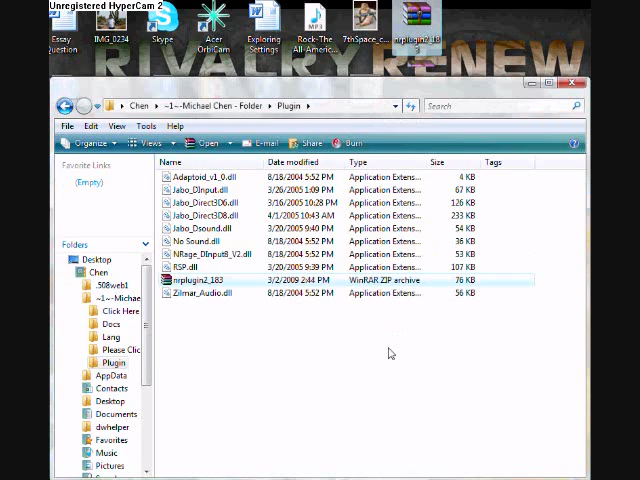 Unregistered HyperCam 2
Essay Question
IMG_0234
Skype
Acer OrbiCam
Exploring Settings
Rock-The All-Americ...
7thSpace_c...
nrplugin2_183
RIVALRY RENEW
Chen ▸ ~1~-Michael Chen - Folder ▸ Plugin ▸
Search
File Edit View Tools Help
Organize Views Open E-mail Share Burn
Favorite Links
(Empty)
Folders
Desktop
Chen
.508web1
~1~-Michae
Click Here
Docs
Lang
Please Clic
Plugin
AppData
Contacts
Desktop
Documents
dwhelper
Favorites
Music
Pictures
Name Date modified Type Size Tags
Adaptoid_v1_0.dll 8/18/2004 5:52 PM Application Extens... 4 KB
Jabo_DInput.dll 3/26/2005 1:09 PM Application Extens... 67 KB
Jabo_Direct3D6.dll 3/16/2005 10:28 PM Application Extens... 126 KB
Jabo_Direct3D8.dll 4/1/2005 10:43 AM Application Extens... 233 KB
Jabo_Dsound.dll 3/20/2005 9:40 PM Application Extens... 64 KB
No Sound.dll 8/18/2004 5:52 PM Application Extens... 36 KB
NRage_DInput8_V2.dll 8/18/2004 5:52 PM Application Extens... 53 KB
RSP.dll 3/20/2005 9:39 PM Application Extens... 107 KB
nrplugin2_183 3/2/2009 2:44 PM WinRAR ZIP archive 76 KB
Zilmar_Audio.dll 8/18/2004 5:52 PM Application Extens... 56 KB